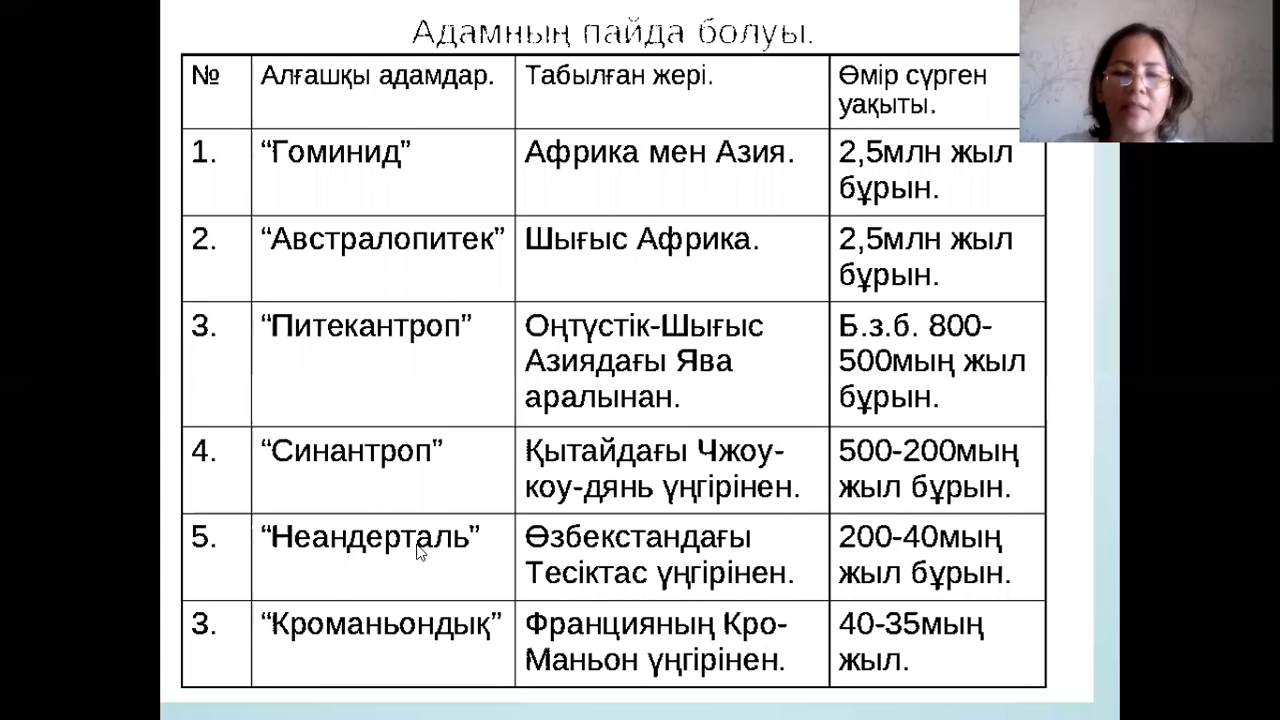 Адамның пайда болуы.
№ Алғашқы адамдар. Табылған жері. Өмір сүрген
уақыты.
1. “Гоминид” Африка мен Азия. 2,5млн жыл
бұрын.
2. “Австралопитек” Шығыс Африка. 2,5млн жыл
бұрын.
3. “Питекантроп” Оңтүстік-Шығыс Б.з.б. 800-
Азиядағы Ява 500мың жыл
аралынан. бұрын.
4. “Синантроп” Қытайдағы Чжоу- 500-200мың
коу-дянь үңгірінен. жыл бұрын.
5. “Неандерталь” Өзбекстандағы 200-40мың
Тесіктас үңгірінен. жыл бұрын.
3. “Кроманьондық” Францияның Кро- 40-35мың
Маньон үңгірінен. жыл.